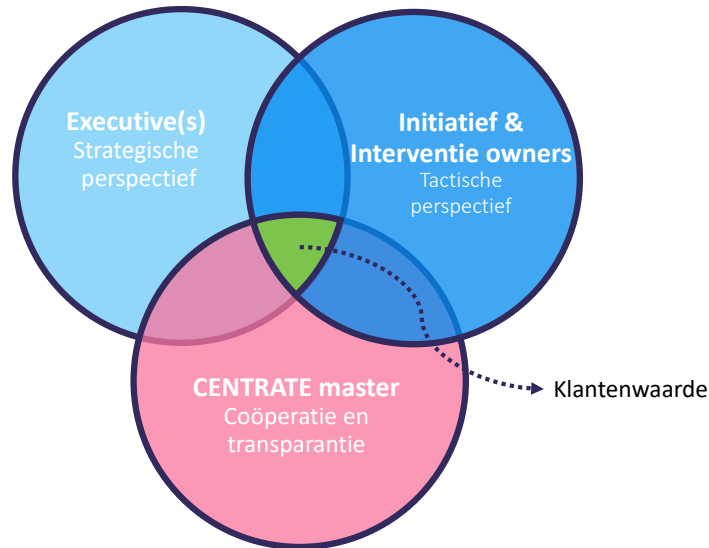 Executive(s)
Strategische
perspectief
Initiatief &
Interventie owners
Tactische
perspectief
CENTRATE master
Coöperatie en
transparantie
Klantenwaarde